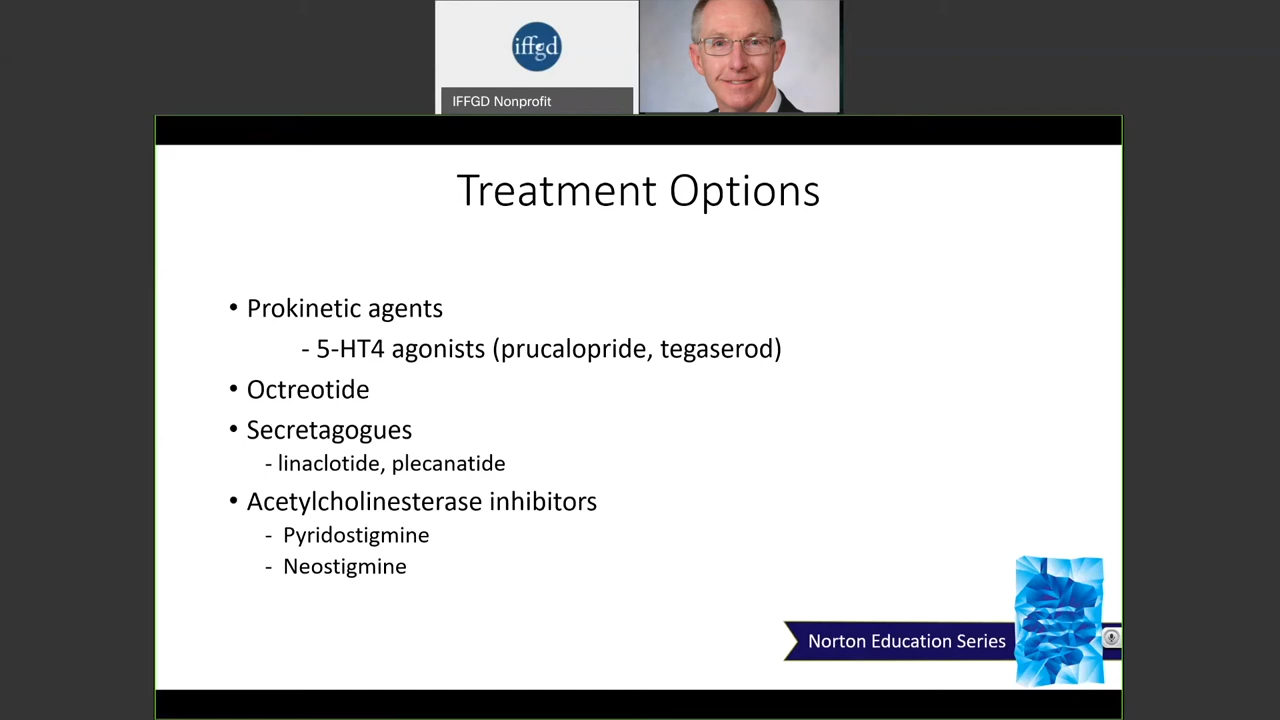 iffgd
IFFGD Nonprofit
Treatment Options
• Prokinetic agents
- 5-HT4 agonists (prucalopride, tegaserod)
• Octreotide
• Secretagogues
- linaclotide, plecanatide
• Acetylcholinesterase inhibitors
- Pyridostigmine
- Neostigmine
Norton Education Series